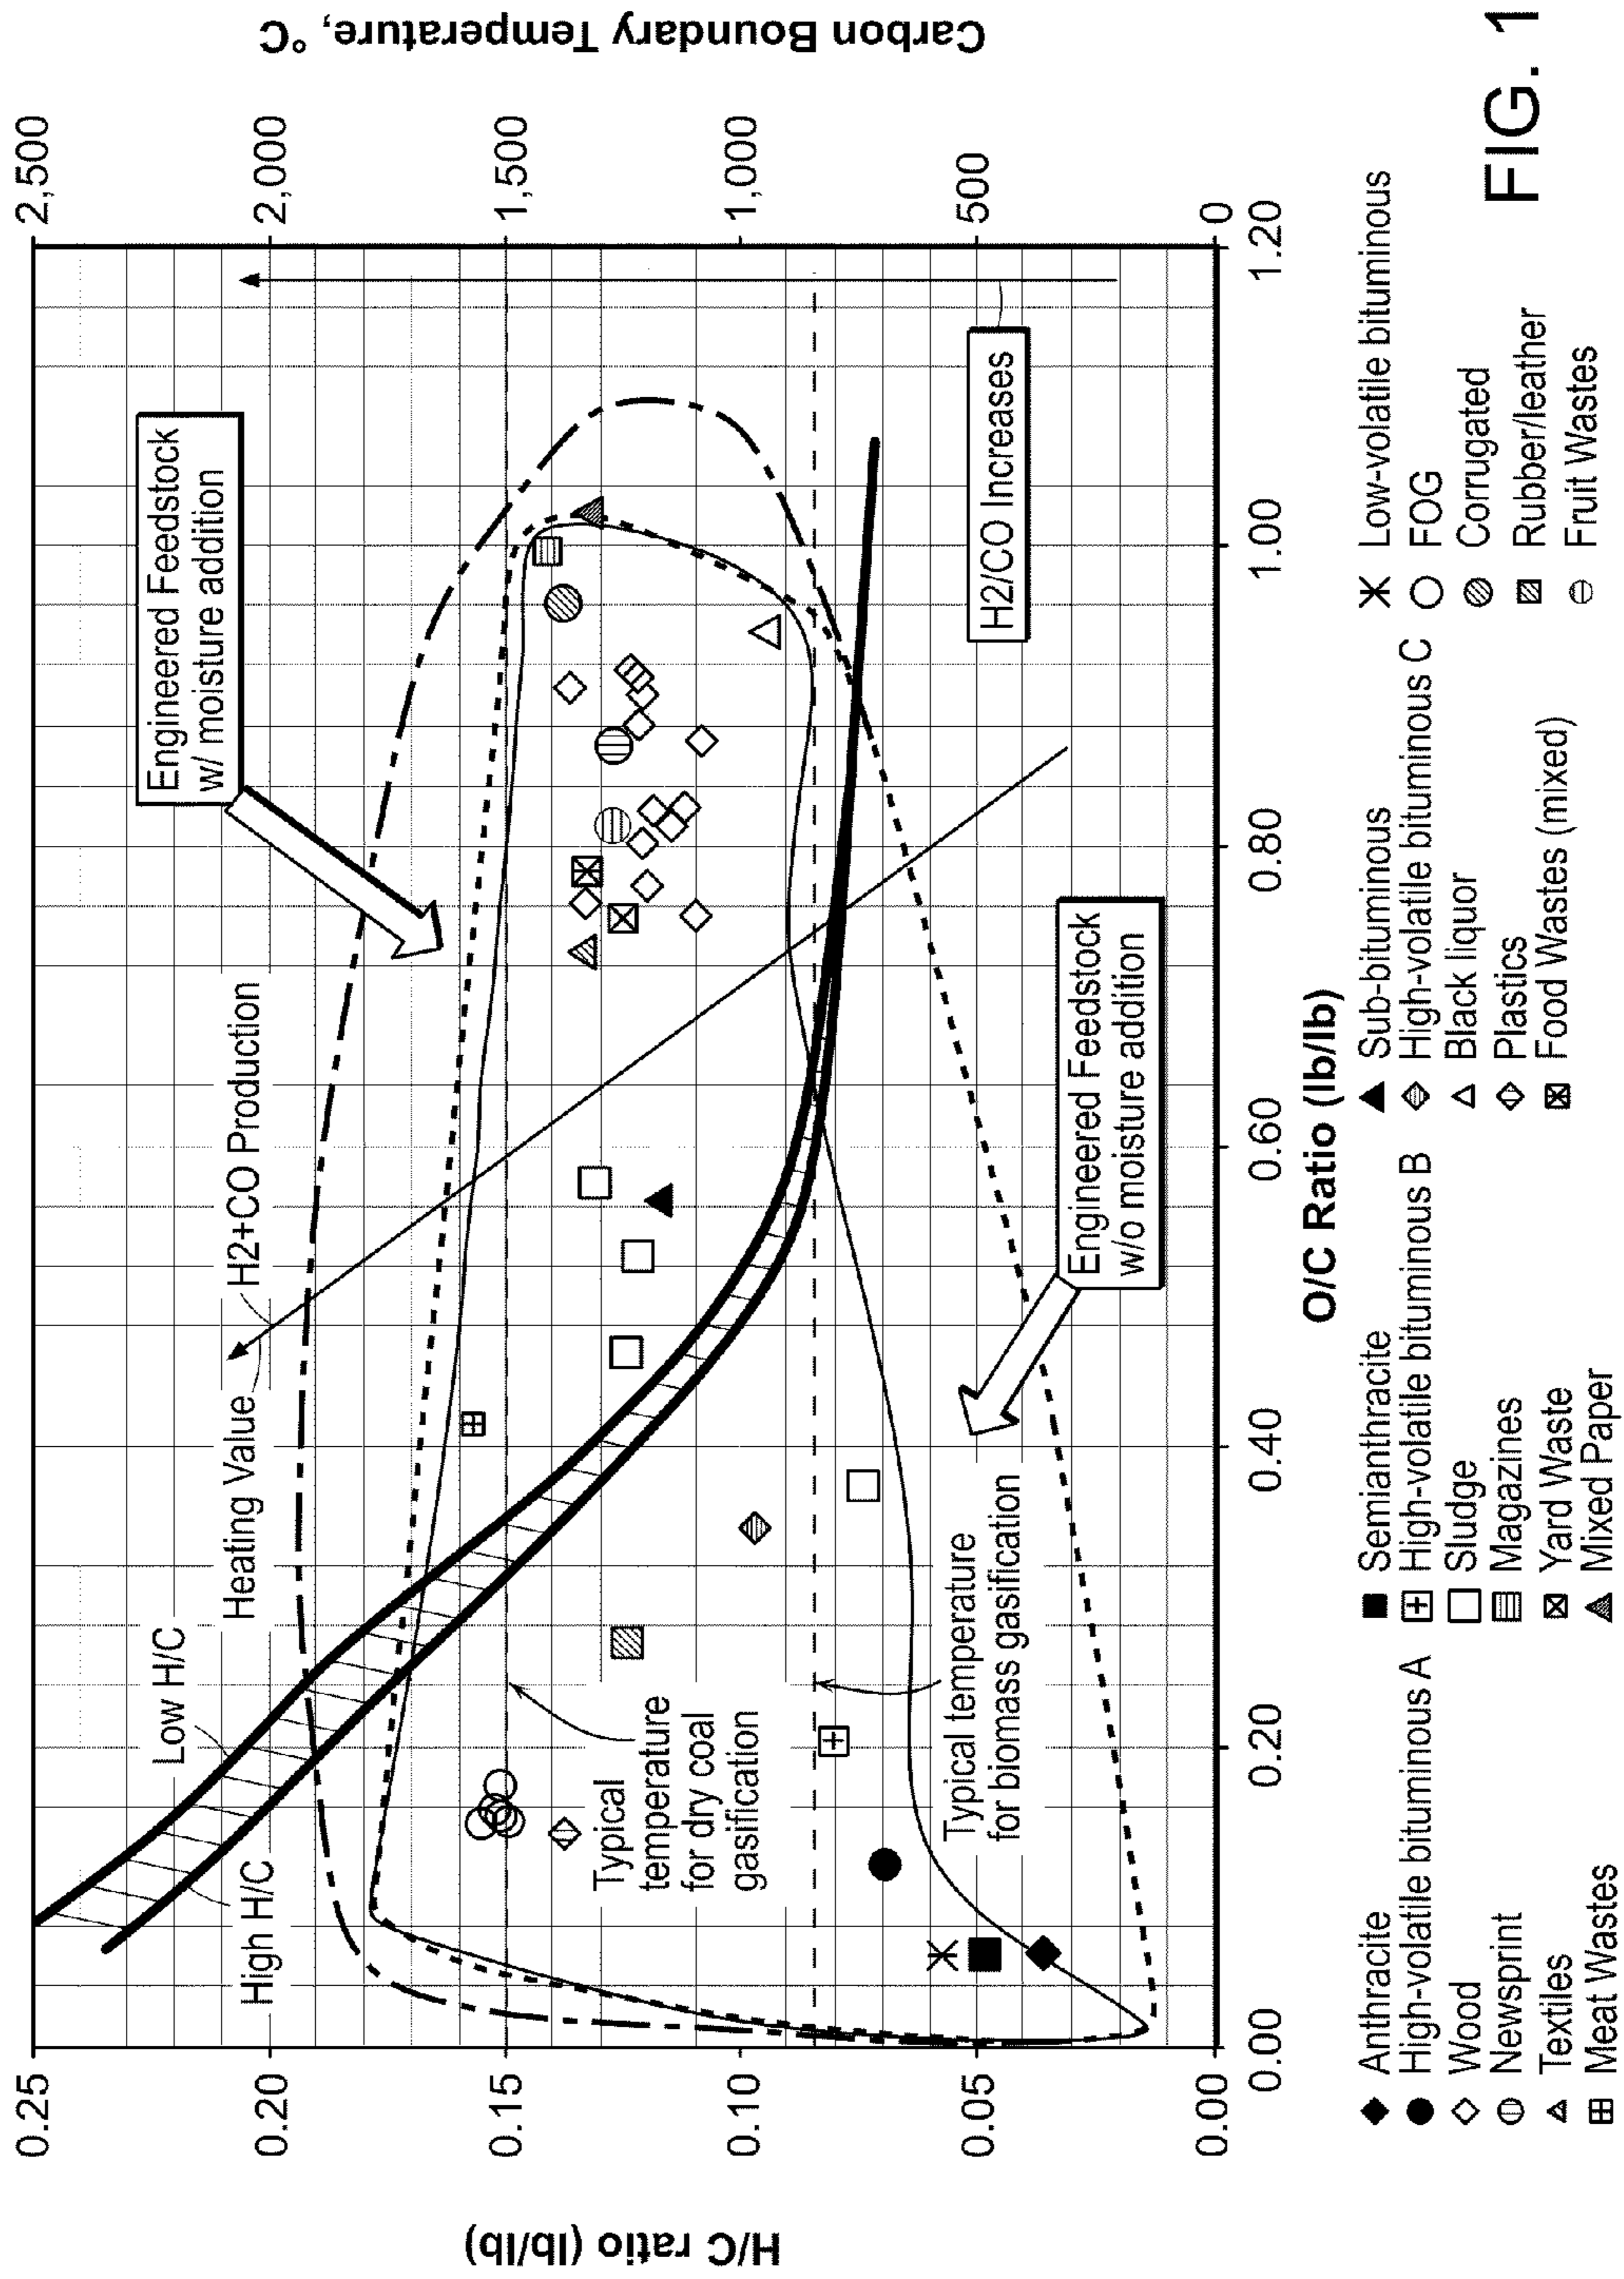 Carbon Boundary Temperature, °C
2,500
2,000
1,500
1,000
500
0
H/C ratio (lb/lb)
0.25
0.20
0.15
0.10
0.05
0.00
0.00
0.20
0.40
0.60
0.80
1.00
1.20
O/C Ratio (lb/lb)
Low H/C
High H/C
Heating Value
H2+CO Production
Engineered Feedstock
w/ moisture addition
Typical
temperature
for dry coal
gasification
Typical temperature
for biomass gasification
Engineered Feedstock
w/o moisture addition
H2/CO Increases
Anthracite
High-volatile bituminous A
Wood
Newsprint
Textiles
Meat Wastes
Semianthracite
High-volatile bituminous B
Sludge
Magazines
Yard Waste
Mixed Paper
Sub-bituminous
High-volatile bituminous C
Black liquor
Plastics
Food Wastes (mixed)
Low-volatile bituminous
FOG
Corrugated
Rubber/leather
Fruit Wastes
FIG. 1